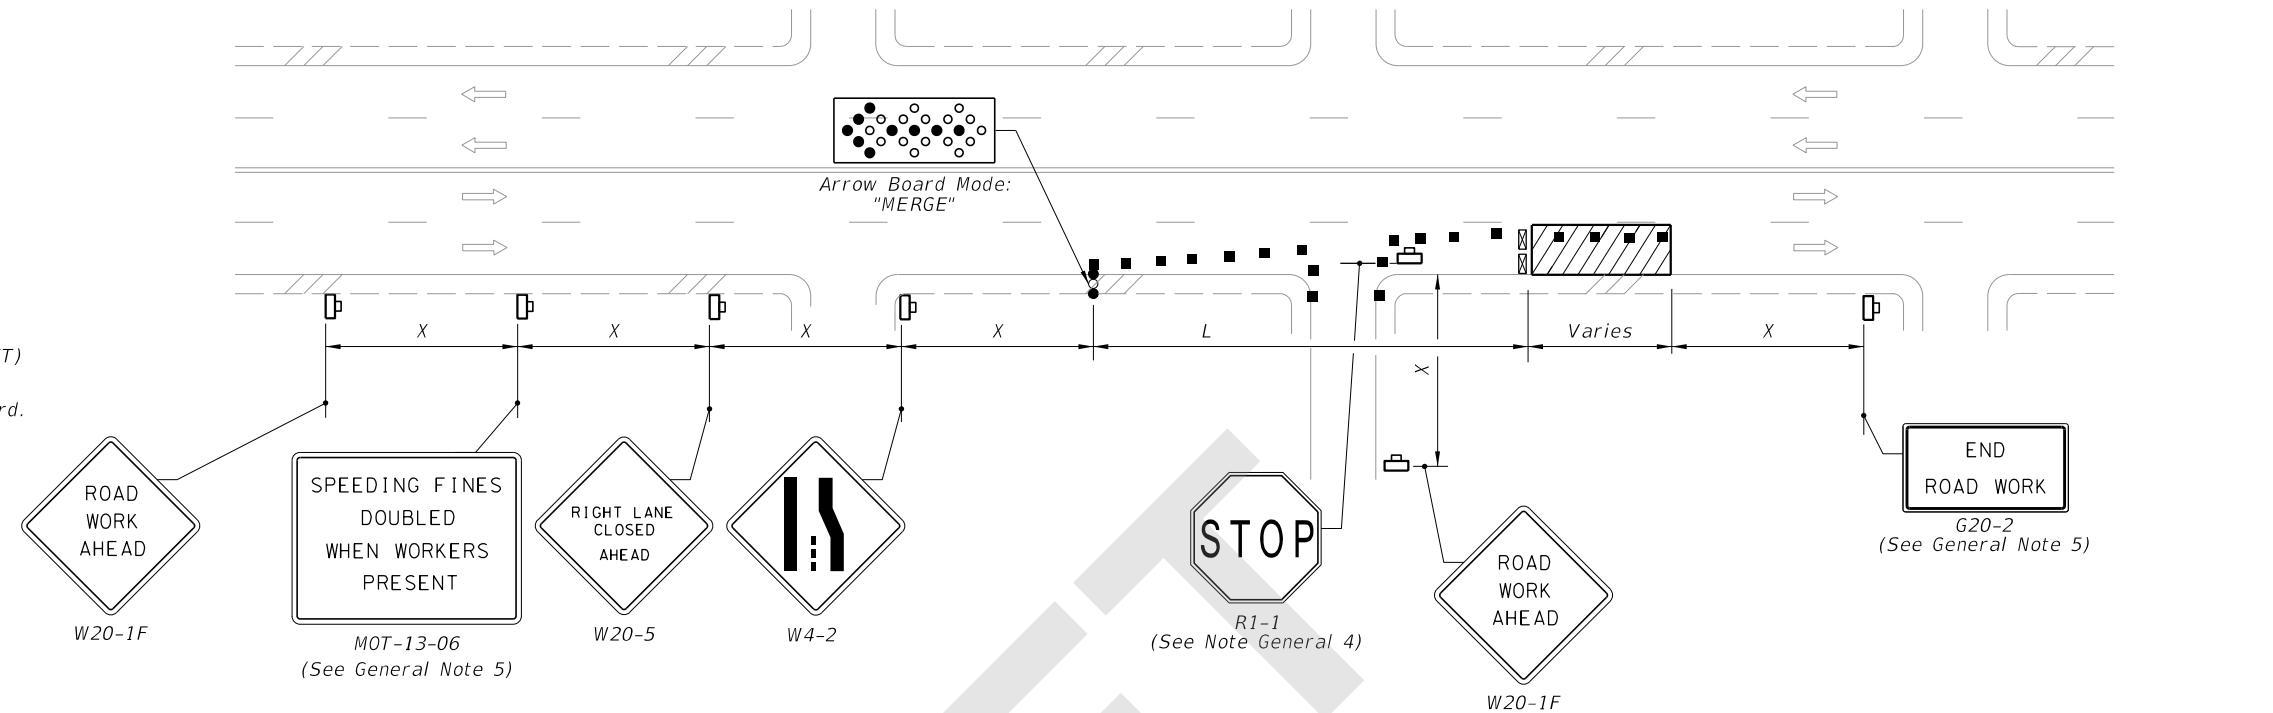 Arrow Board Mode:
"MERGE"
X
X
X
X
L
Varies
X
X
T)
rd.
ROAD
WORK
AHEAD
W20-1F
SPEEDING FINES
DOUBLED
WHEN WORKERS
PRESENT
MOT-13-06
(See General Note 5)
RIGHT LANE
CLOSED
AHEAD
W20-5
W4-2
STOP
R1-1
(See Note General 4)
ROAD
WORK
AHEAD
W20-1F
END
ROAD WORK
G20-2
(See General Note 5)